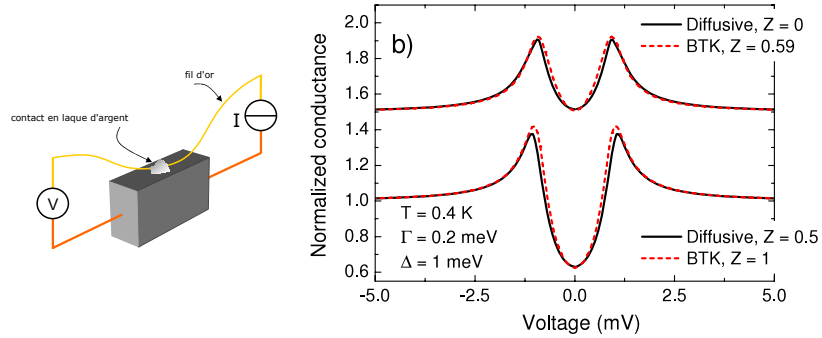 fil d'or
contact en laque d'argent
I
V
b)
Diffusive, Z = 0
BTK, Z = 0.59
T = 0.4 K
Γ = 0.2 meV
Δ = 1 meV
Diffusive, Z = 0.5
BTK, Z = 1
Normalized conductance
2.0
1.8
1.6
1.4
1.2
1.0
0.8
0.6
-5.0 -2.5 0.0 2.5 5.0
Voltage (mV)